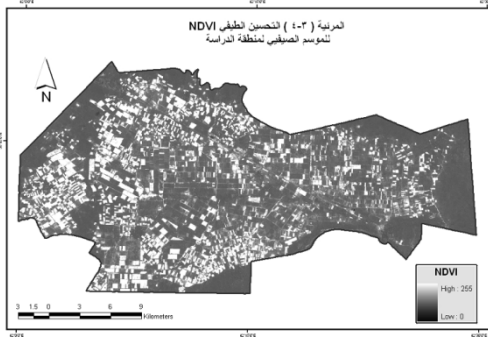 المرئية ( ٣-٤ ) التحسين الطيفي NDVI
للموسم الصيفي لمنطقة الدراسة
N
3 1.5 0 3 6 9
Kilometers
NDVI
High : 255
Low : 0